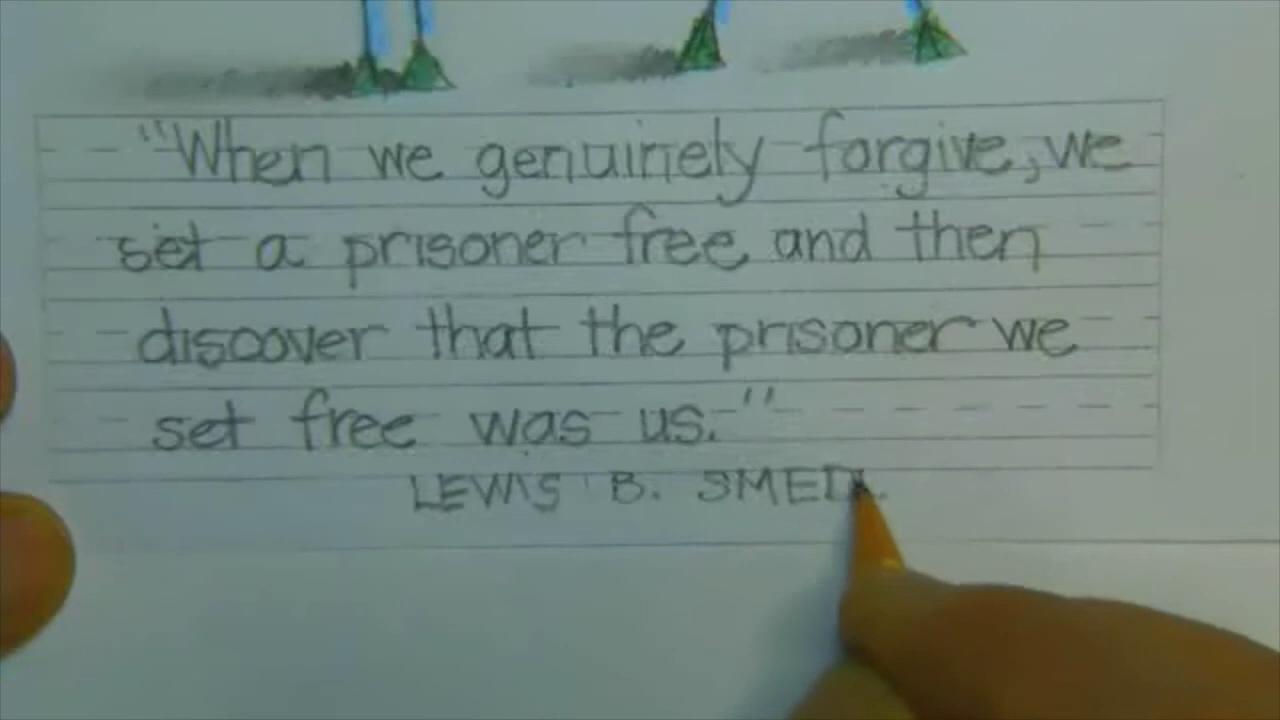 "When we genuinely forgive, we
set a prisoner free and then
discover that the prisoner we
set free was us."
LEWIS B. SMED